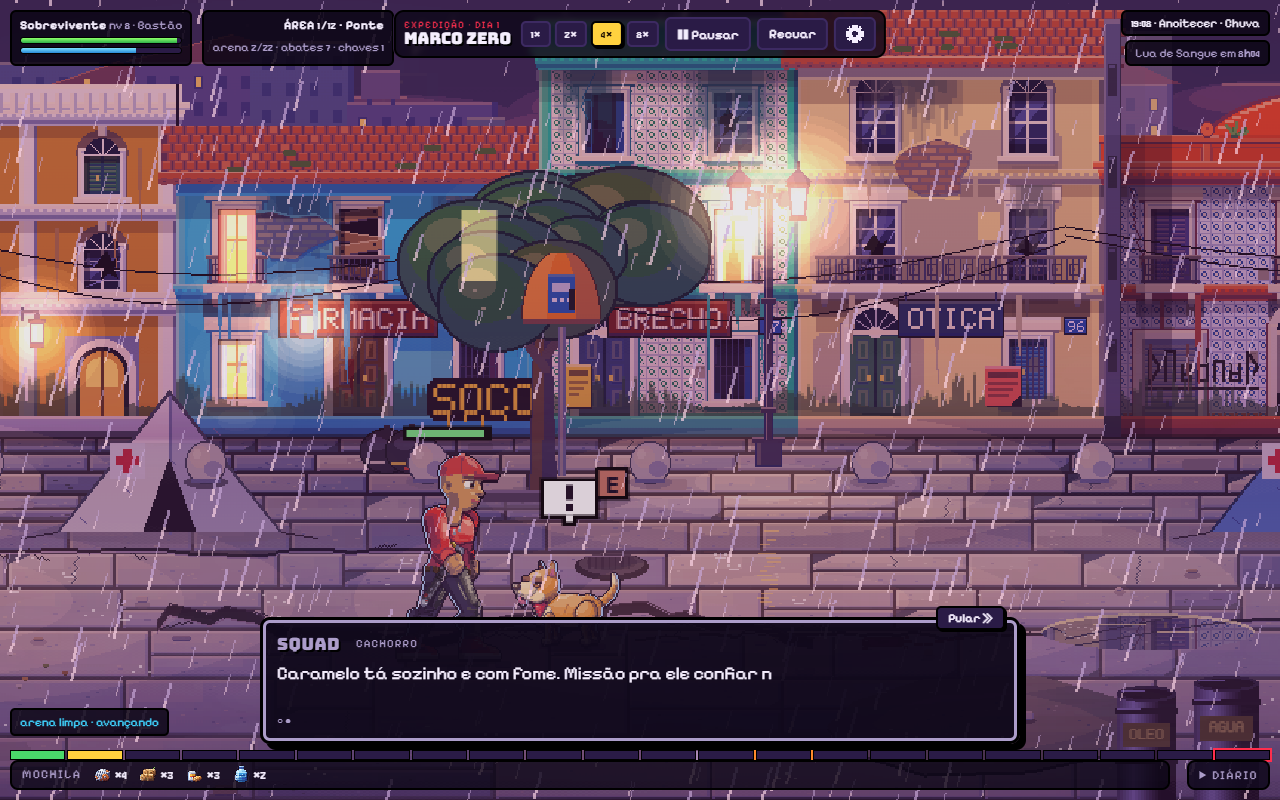 Sobrevivente nv 8 · Bastão
ÁREA 1/12 · Ponte
arena 2/22 · abates 7 · chaves 1
EXPEDIÇÃO · DIA 1
MARCO ZERO
1×
2×
4×
8×
Pausar
Recuar
19:08 · Anoitecer · Chuva
Lua de Sangue em 8h04
FARMACIA
BRECHO
OTICA
96
SOCO
!
E
Pular
SQUAD CACHORRO
Caramelo tá sozinho e com fome. Missão pra ele confiar n
arena limpa · avançando
OLEO
AGUA
MOCHILA ×4 ×3 ×3 ×2
DIÁRIO